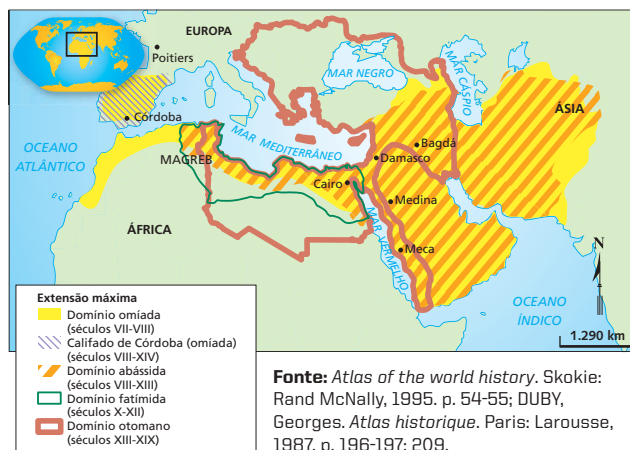 EUROPA
Poitiers
MAR NEGRO
MAR CÁSPIO
ÁSIA
Córdoba
OCEANO
ATLÂNTICO
MAR MEDITERRÂNEO
MAGREB
Bagdá
Damasco
Cairo
Medina
ÁFRICA
MAR VERMELHO
Meca
N
OCEANO
ÍNDICO
1.290 km
Extensão máxima
Domínio omíada
(séculos VII-VIII)
Califado de Córdoba (omíada)
(séculos VIII-XIV)
Domínio abássida
(séculos VIII-XIII)
Domínio fatímida
(séculos X-XII)
Domínio otomano
(séculos XIII-XIX)
Fonte: Atlas of the world history. Skokie:
Rand McNally, 1995. p. 54-55; DUBY,
Georges. Atlas historique. Paris: Larousse,
1987. p. 196-197; 209.